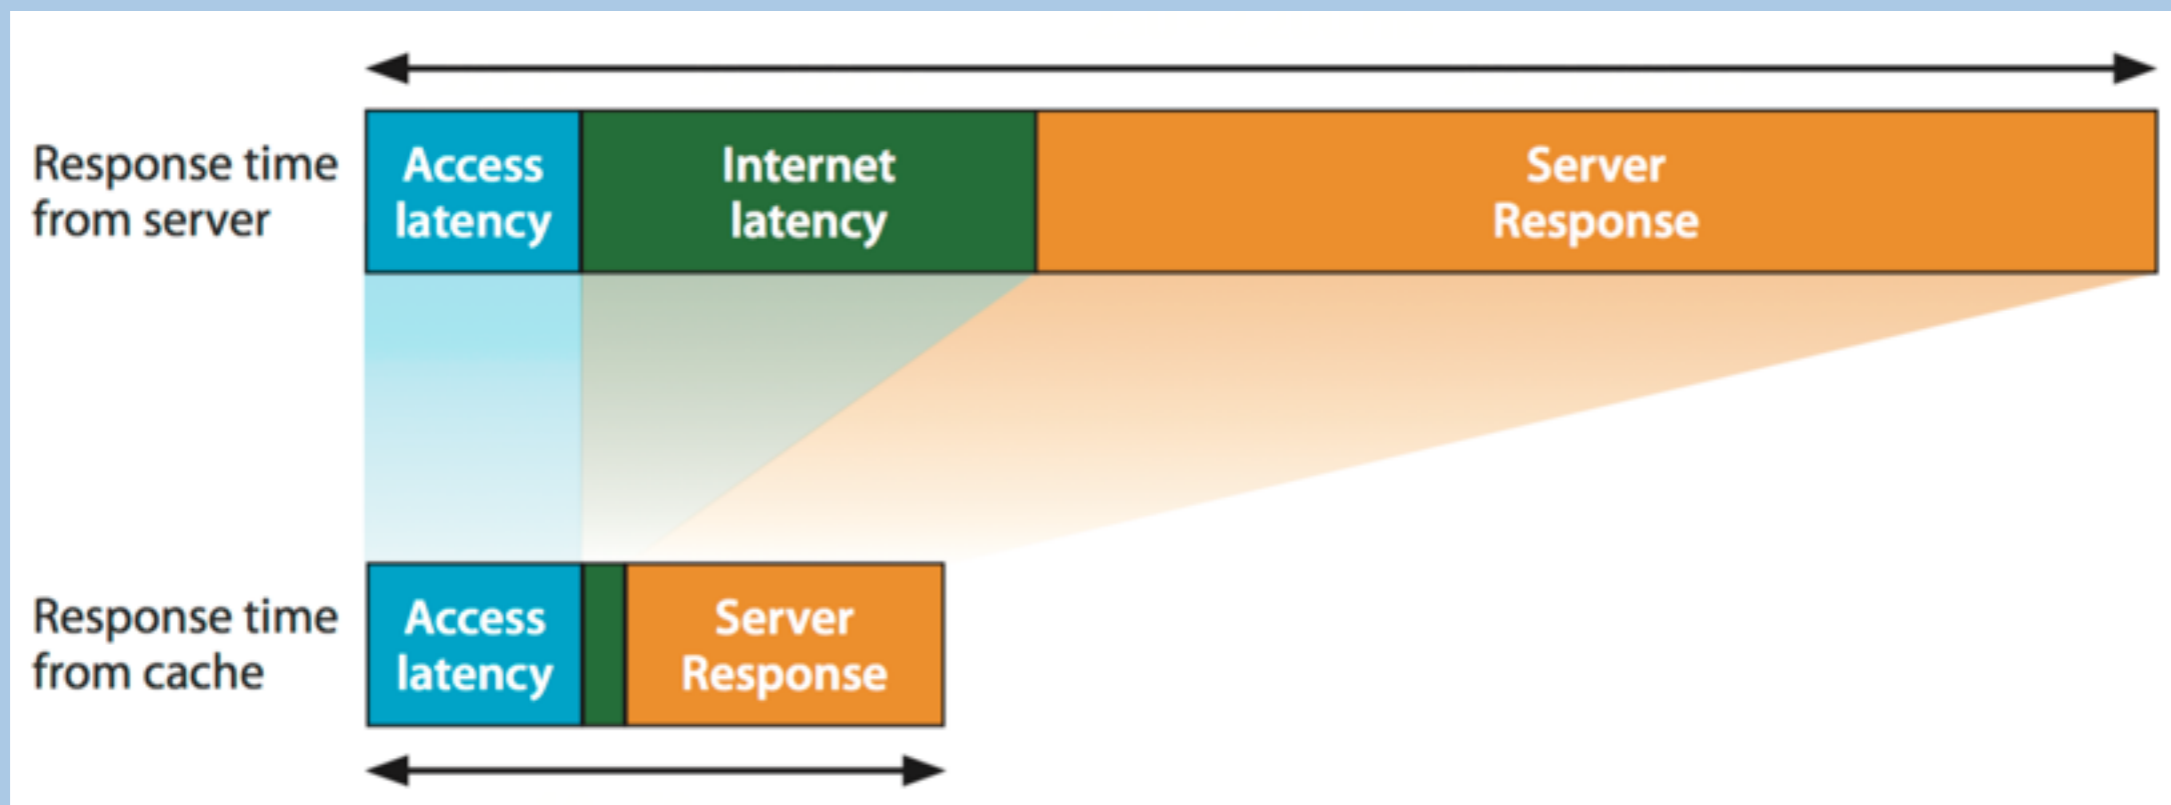 Response time
from server
Access
latency
Internet
latency
Server
Response
Response time
from cache
Access
latency
Server
Response